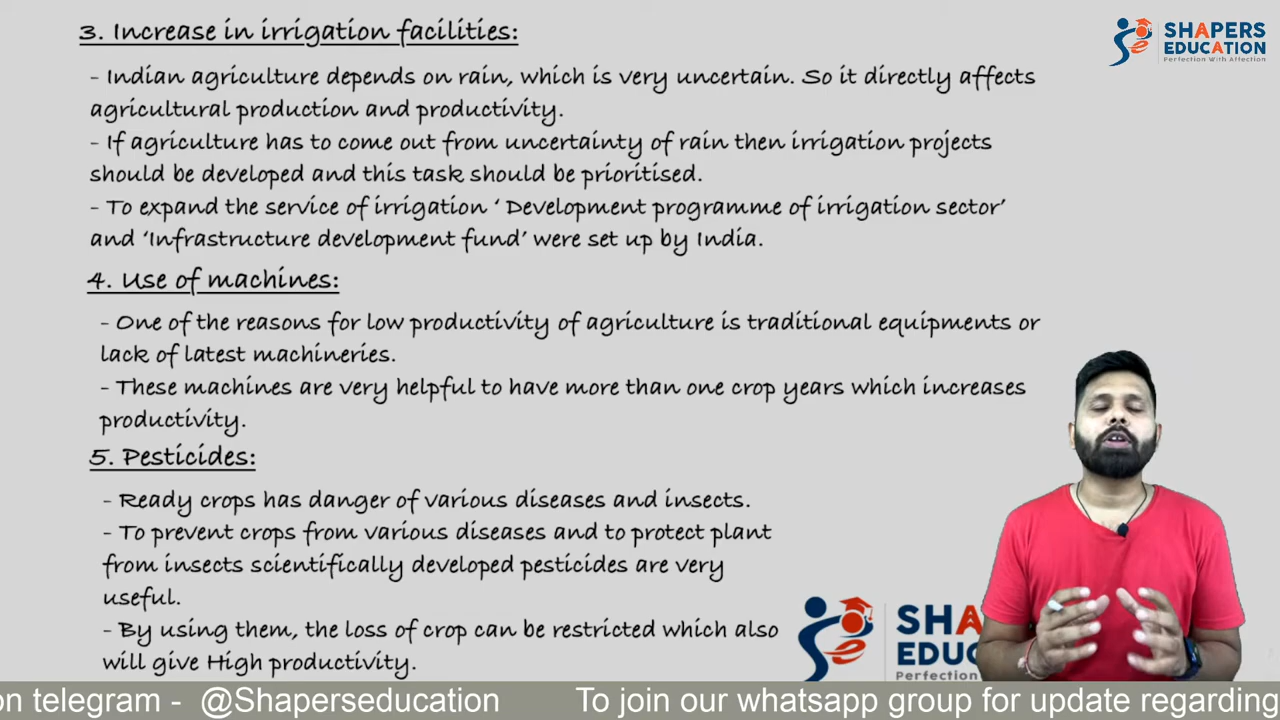 3. Increase in irrigation facilities:
SHAPERS
EDUCATION
Perfection With Affection
- Indian agriculture depends on rain, which is very uncertain. So it directly affects
agricultural production and productivity.
- If agriculture has to come out from uncertainty of rain then irrigation projects
should be developed and this task should be prioritised.
- To expand the service of irrigation ‘ Development programme of irrigation sector’
and ‘Infrastructure development fund’ were set up by India.
4. Use of machines:
- One of the reasons for low productivity of agriculture is traditional equipments or
lack of latest machineries.
- These machines are very helpful to have more than one crop years which increases
productivity.
5. Pesticides:
- Ready crops has danger of various diseases and insects.
- To prevent crops from various diseases and to protect plant
from insects scientifically developed pesticides are very
useful.
- By using them, the loss of crop can be restricted which also
will give High productivity.
SHA
EDUC
Perfection
on telegram - @Shaperseducation To join our whatsapp group for update regarding